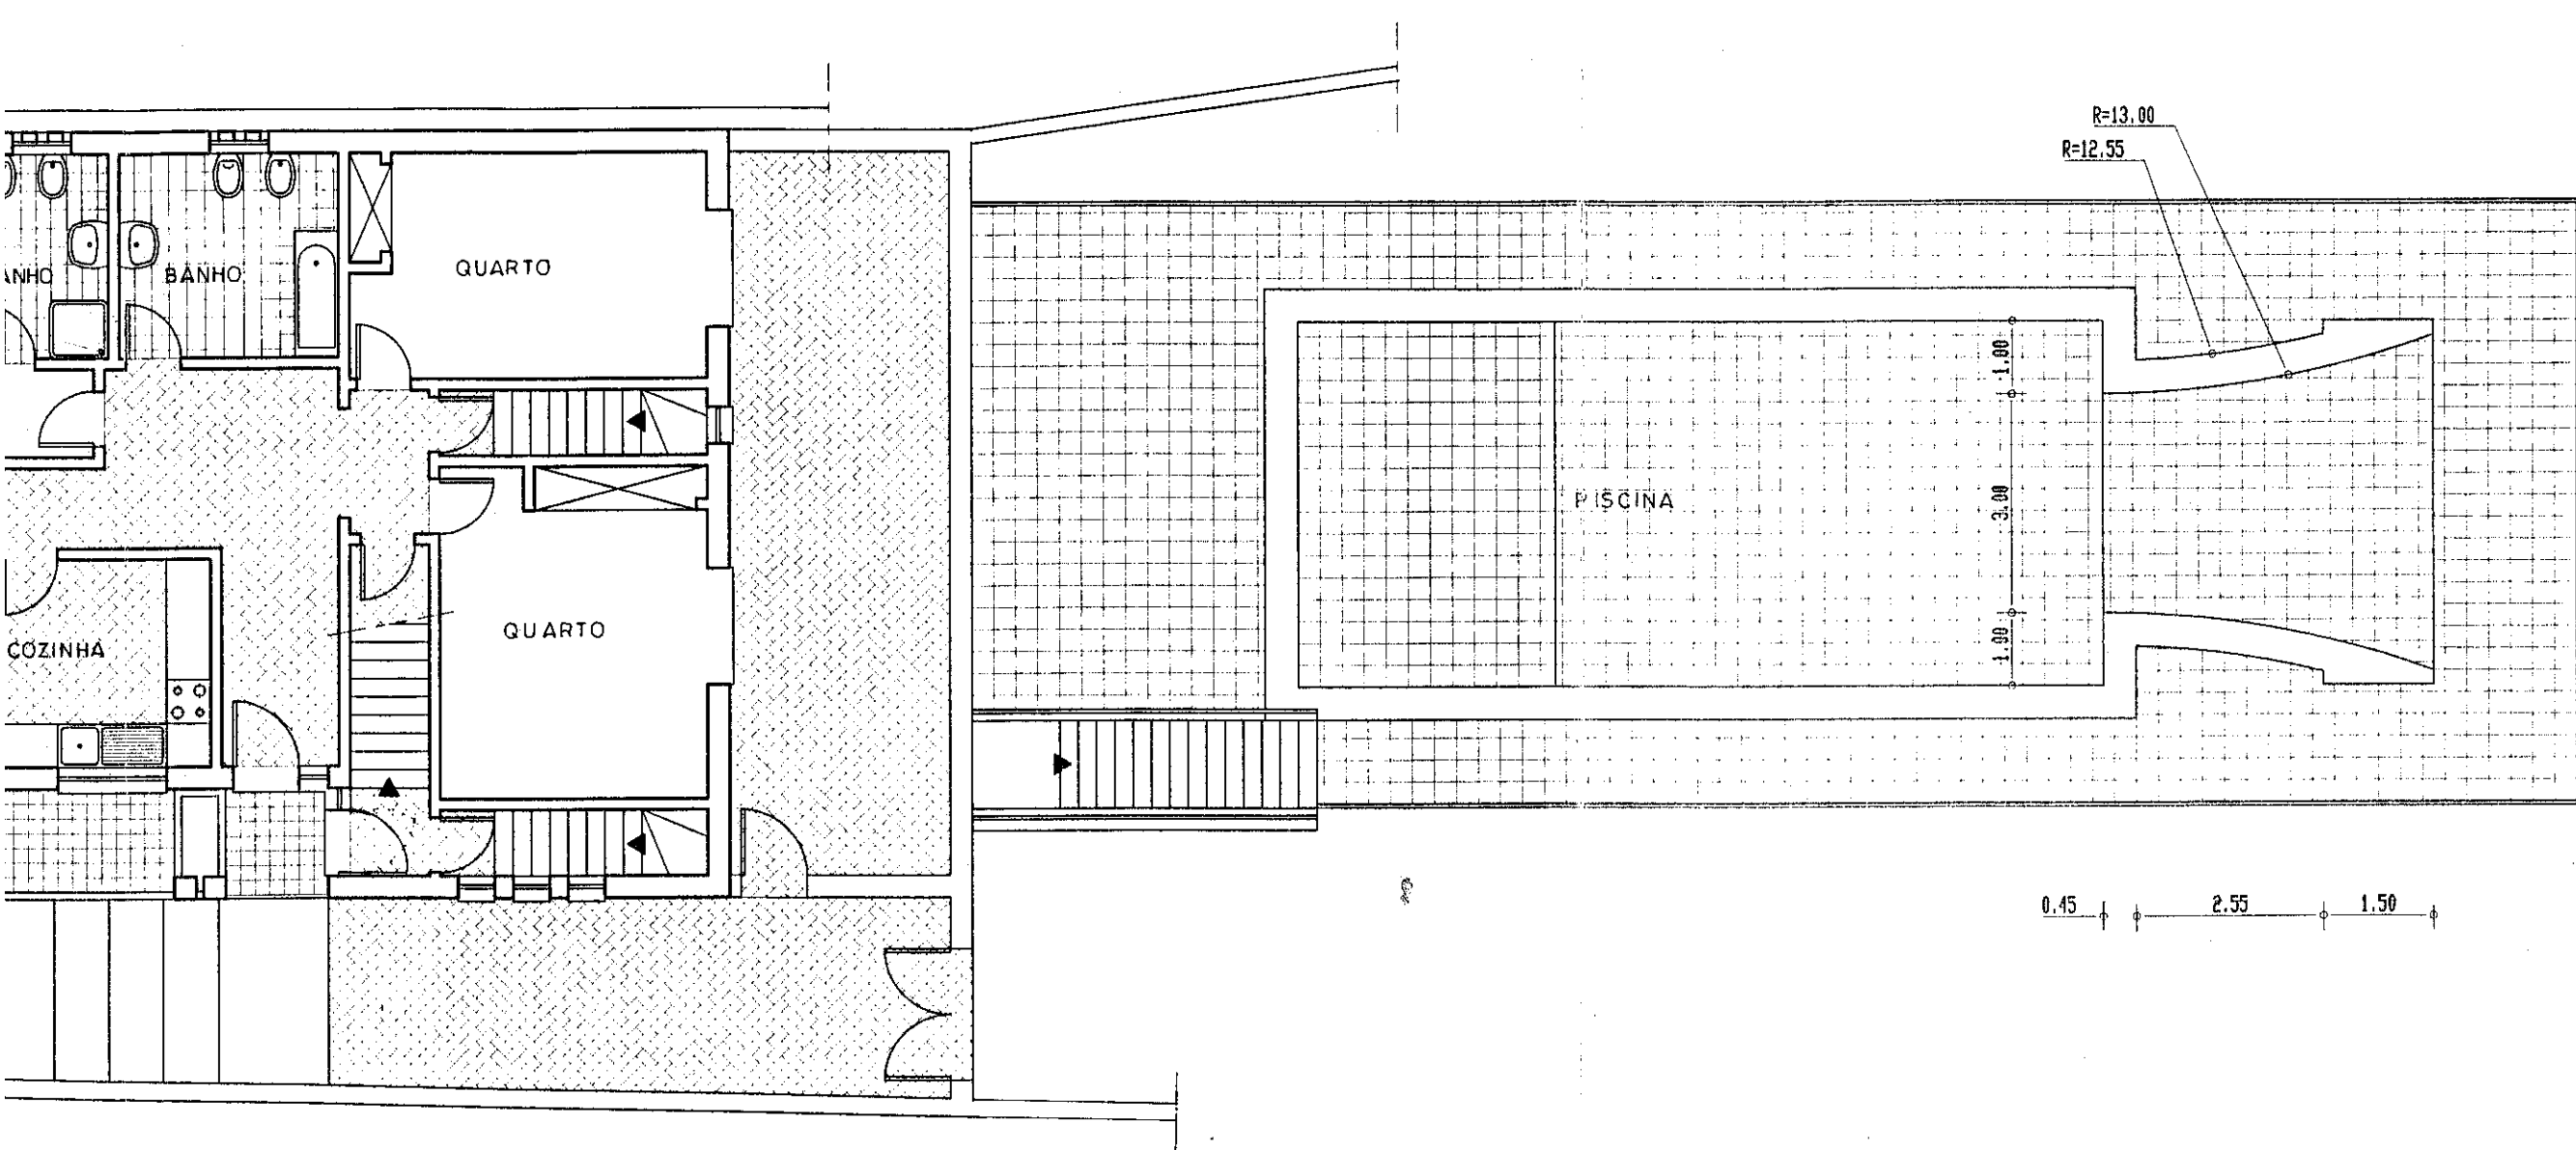 R=13.00
R=12.55
ANHO
BANHO
QUARTO
1.00
PISCINA
3.00
QUARTO
COZINHA
1.00
0.45
2.55
1.50